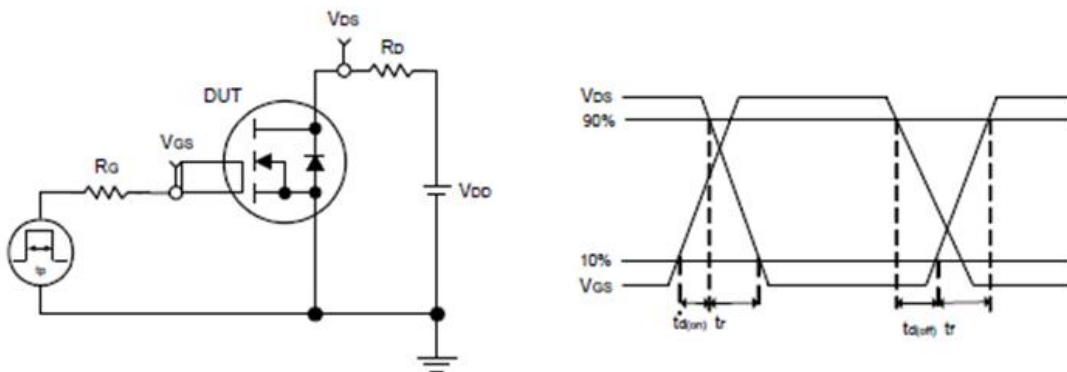 VDS
RD
DUT
VGS
RG
VDD
tp
VDS
90%
10%
VGS
td(on) tr
td(off) tr